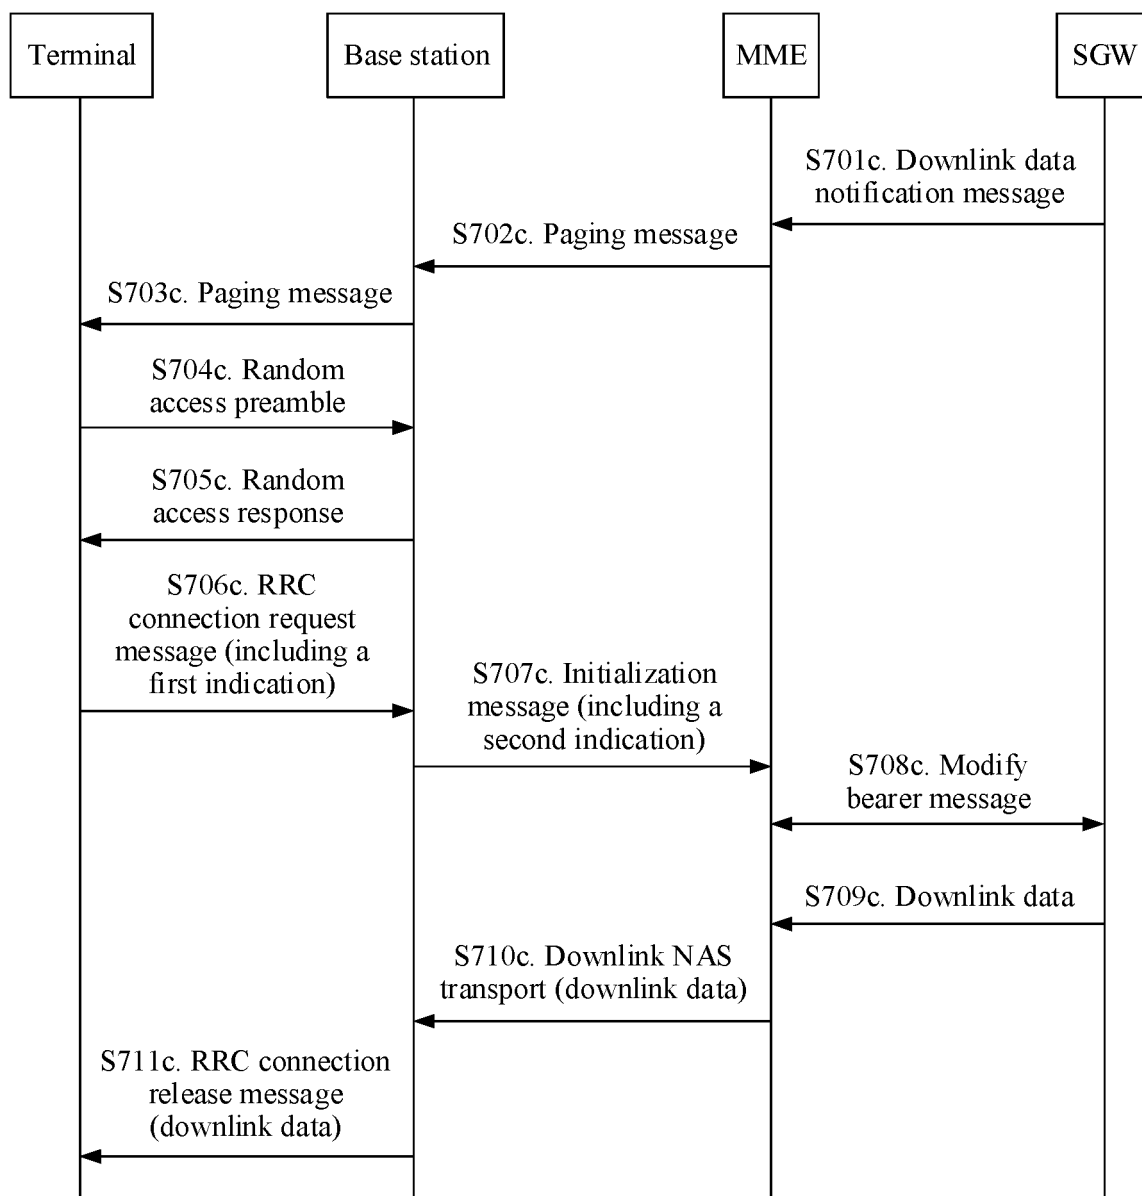 Terminal
Base station
MME
SGW
S701c. Downlink data
notification message
S702c. Paging message
S703c. Paging message
S704c. Random
access preamble
S705c. Random
access response
S706c. RRC
connection request
message (including a
first indication)
S707c. Initialization
message (including a
second indication)
S708c. Modify
bearer message
S709c. Downlink data
S710c. Downlink NAS
transport (downlink data)
S711c. RRC connection
release message
(downlink data)